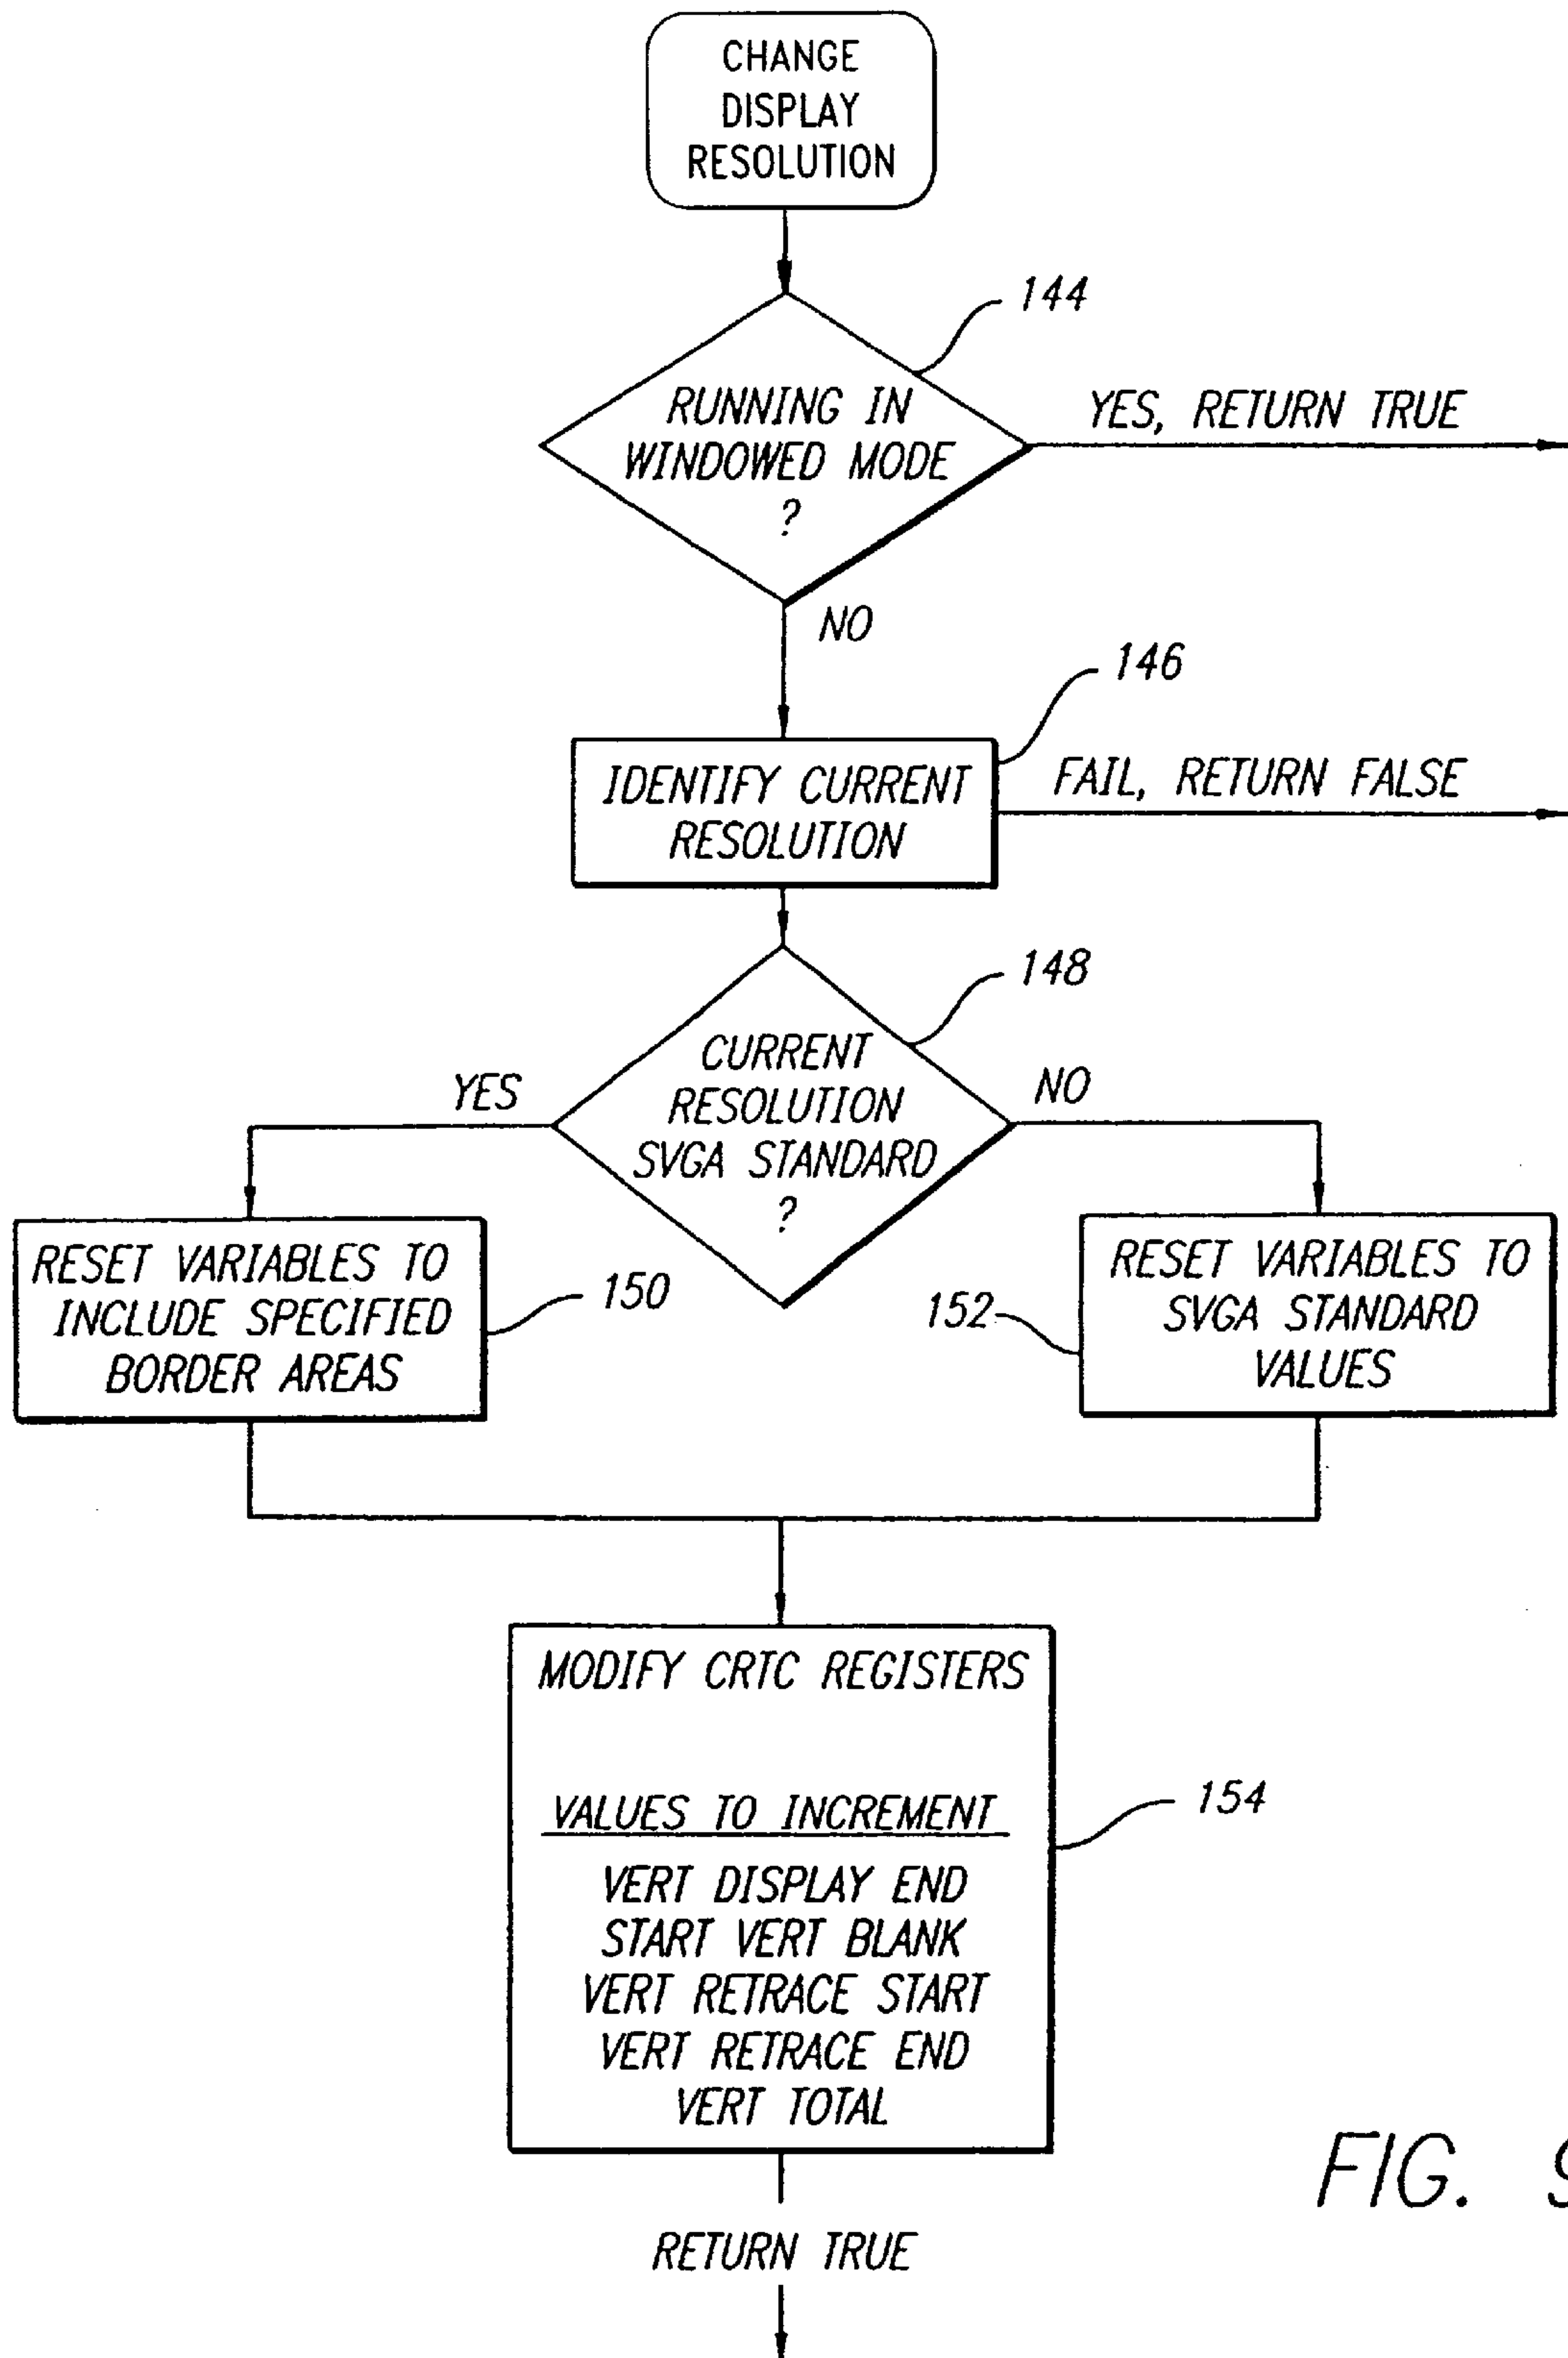 CHANGE
DISPLAY
RESOLUTION
144
RUNNING IN
WINDOWED MODE
?
YES, RETURN TRUE
NO
146
IDENTIFY CURRENT
RESOLUTION
FAIL, RETURN FALSE
148
CURRENT
RESOLUTION
SVGA STANDARD
?
YES
NO
RESET VARIABLES TO
INCLUDE SPECIFIED
BORDER AREAS
150
152
RESET VARIABLES TO
SVGA STANDARD
VALUES
MODIFY CRTC REGISTERS
VALUES TO INCREMENT
VERT DISPLAY END
START VERT BLANK
VERT RETRACE START
VERT RETRACE END
VERT TOTAL
154
RETURN TRUE
FIG.